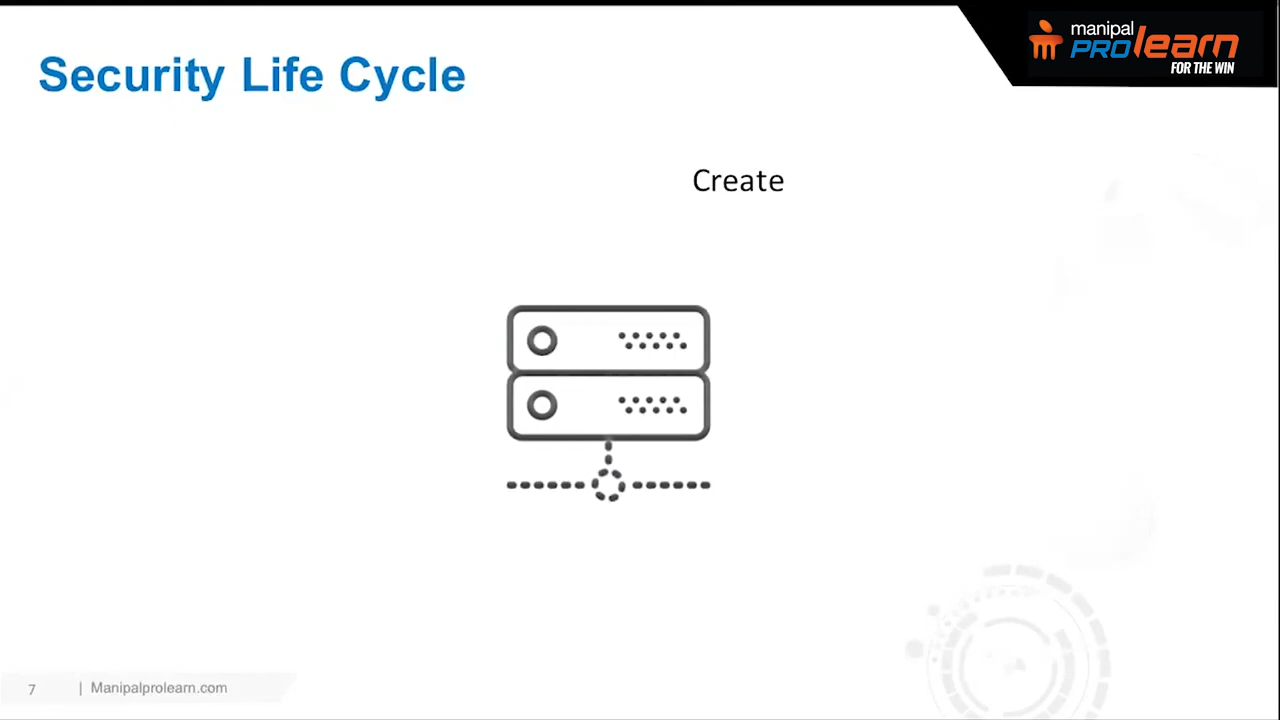 Security Life Cycle
manipal
PROlearn
FOR THE WIN
Create
7 | Manipalprolearn.com